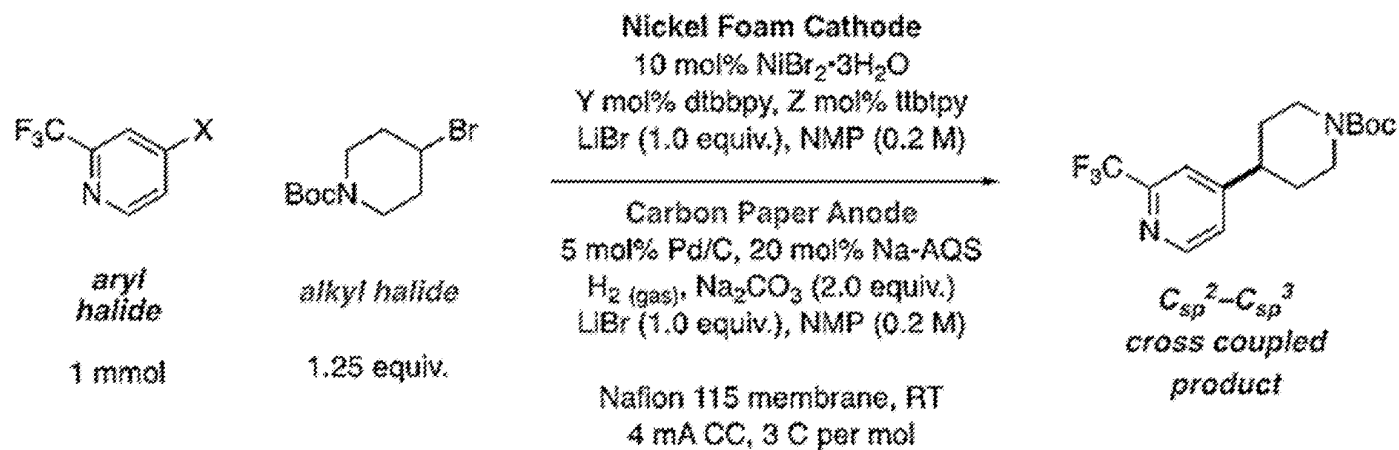 Nickel Foam Cathode
10 mol% NiBr2•3H2O
Y mol% dtbbpy, Z mol% ttbtpy
LiBr (1.0 equiv.), NMP (0.2 M)
F3C
X
N
Br
BocN
NBoc
F3C
N
Carbon Paper Anode
5 mol% Pd/C, 20 mol% Na-AQS
H2 (gas), Na2CO3 (2.0 equiv.)
LiBr (1.0 equiv.), NMP (0.2 M)
aryl
halide
alkyl halide
Csp2–Csp3
cross coupled
product
1 mmol
1.25 equiv.
Nafion 115 membrane, RT
4 mA CC, 3 C per mol